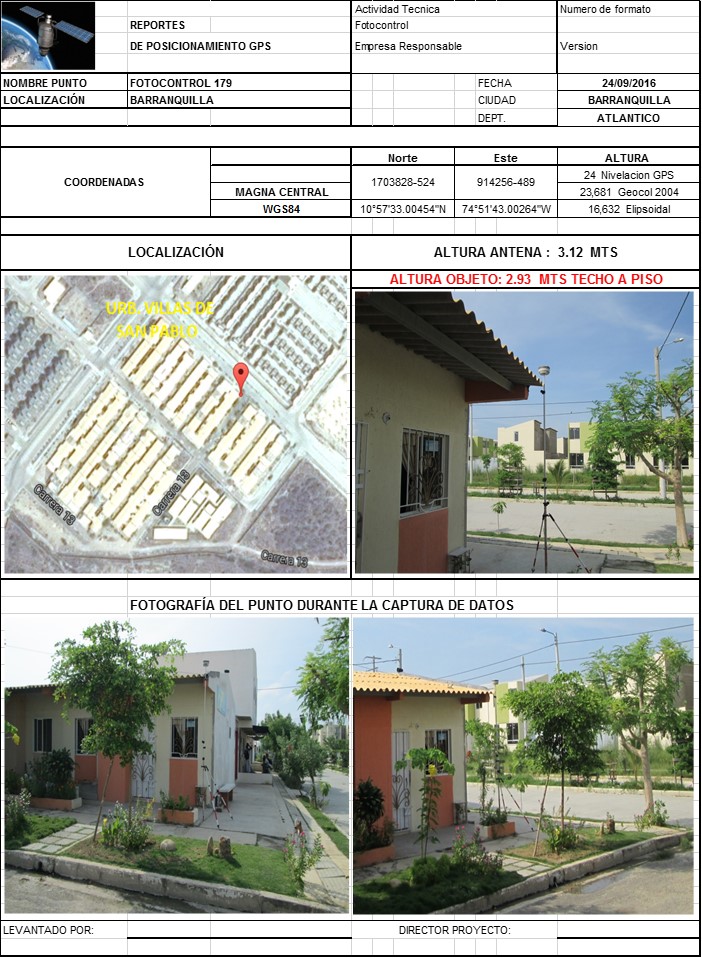 Actividad Tecnica Numero de formato
REPORTES Fotocontrol
DE POSICIONAMIENTO GPS Empresa Responsable Version
NOMBRE PUNTO FOTOCONTROL 179 FECHA 24/09/2016
LOCALIZACIÓN BARRANQUILLA CIUDAD BARRANQUILLA
DEPT. ATLANTICO
COORDENADAS Norte Este ALTURA
1703828-524 914256-489 24 Nivelacion GPS
MAGNA CENTRAL 23,681 Geocol 2004
WGS84 10°57'33.00454"N 74°51'43.00264"W 16,632 Elipsoidal
LOCALIZACIÓN ALTURA ANTENA : 3.12 MTS
ALTURA OBJETO: 2.93 MTS TECHO A PISO
URB. VILLAS DE
SAN PABLO
Carrera 13
Carrera 13
Carrera 13
FOTOGRAFÍA DEL PUNTO DURANTE LA CAPTURA DE DATOS
LEVANTADO POR: DIRECTOR PROYECTO: